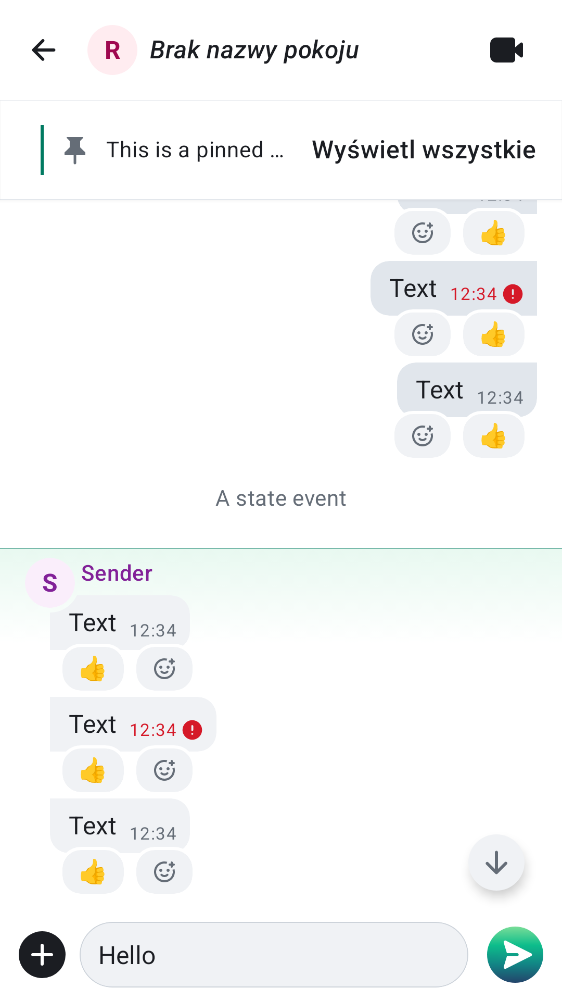 R Brak nazwy pokoju
This is a pinned … Wyświetl wszystkie
Text 12:34
Text 12:34
A state event
S Sender
Text 12:34
Text 12:34
Text 12:34
Hello